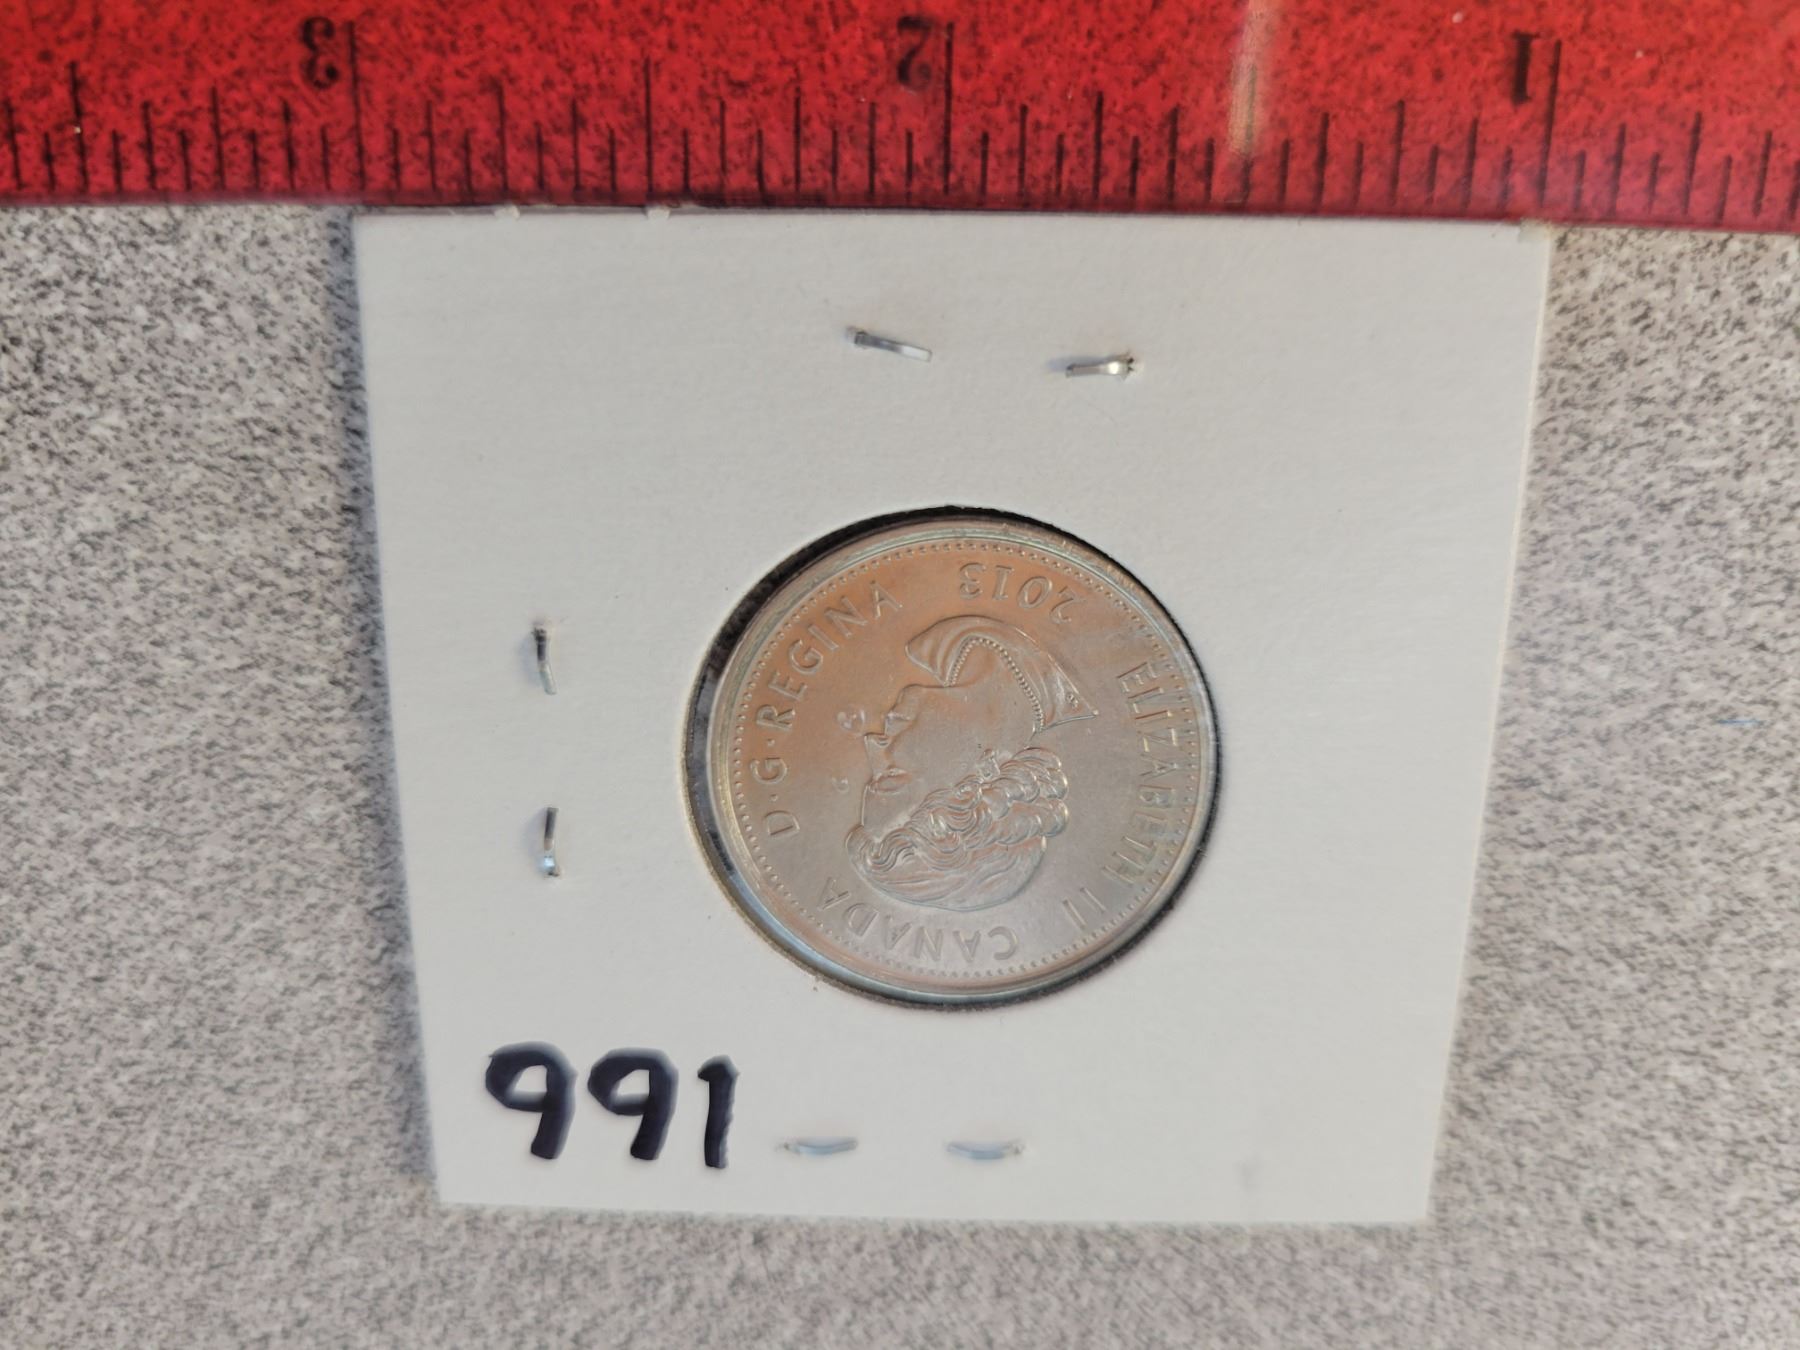 3 2 1
ELIZABETH II
D·G·REGINA
CANADA
2013
991